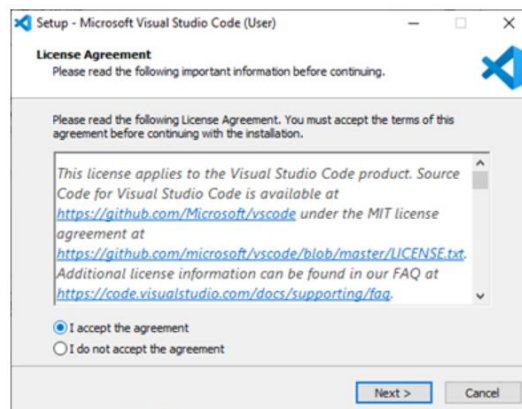 Setup - Microsoft Visual Studio Code (User)
License Agreement
Please read the following important information before continuing.
Please read the following License Agreement. You must accept the terms of this
agreement before continuing with the installation.
This license applies to the Visual Studio Code product. Source
Code for Visual Studio Code is available at
https://github.com/Microsoft/vscode under the MIT license
agreement at
https://github.com/microsoft/vscode/blob/master/LICENSE.txt.
Additional license information can be found in our FAQ at
https://code.visualstudio.com/docs/supporting/faq.
I accept the agreement
I do not accept the agreement
Next >
Cancel